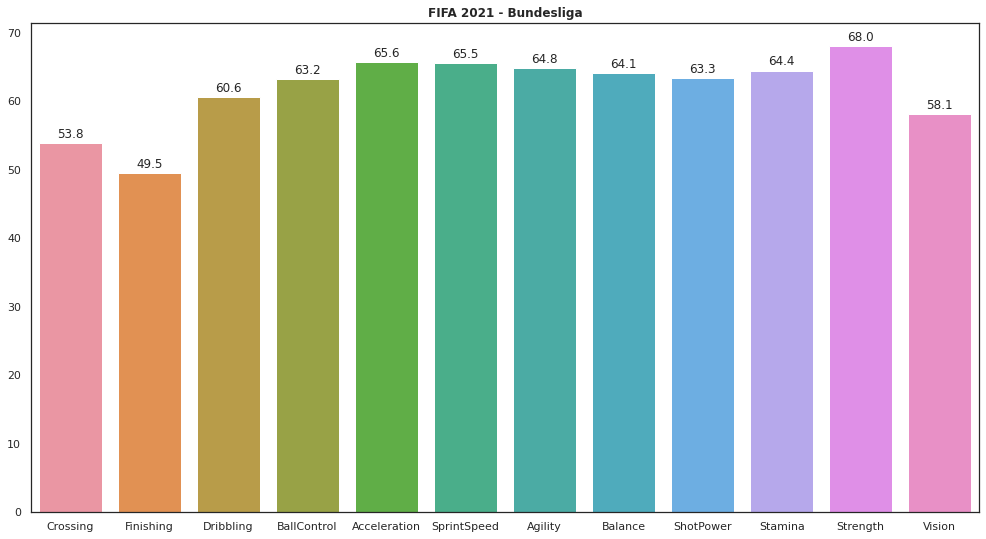 FIFA 2021 - Bundesliga
70
60
50
40
30
20
10
0
53.8
49.5
60.6
63.2
65.6
65.5
64.8
64.1
63.3
64.4
68.0
58.1
Crossing
Finishing
Dribbling
BallControl
Acceleration
SprintSpeed
Agility
Balance
ShotPower
Stamina
Strength
Vision